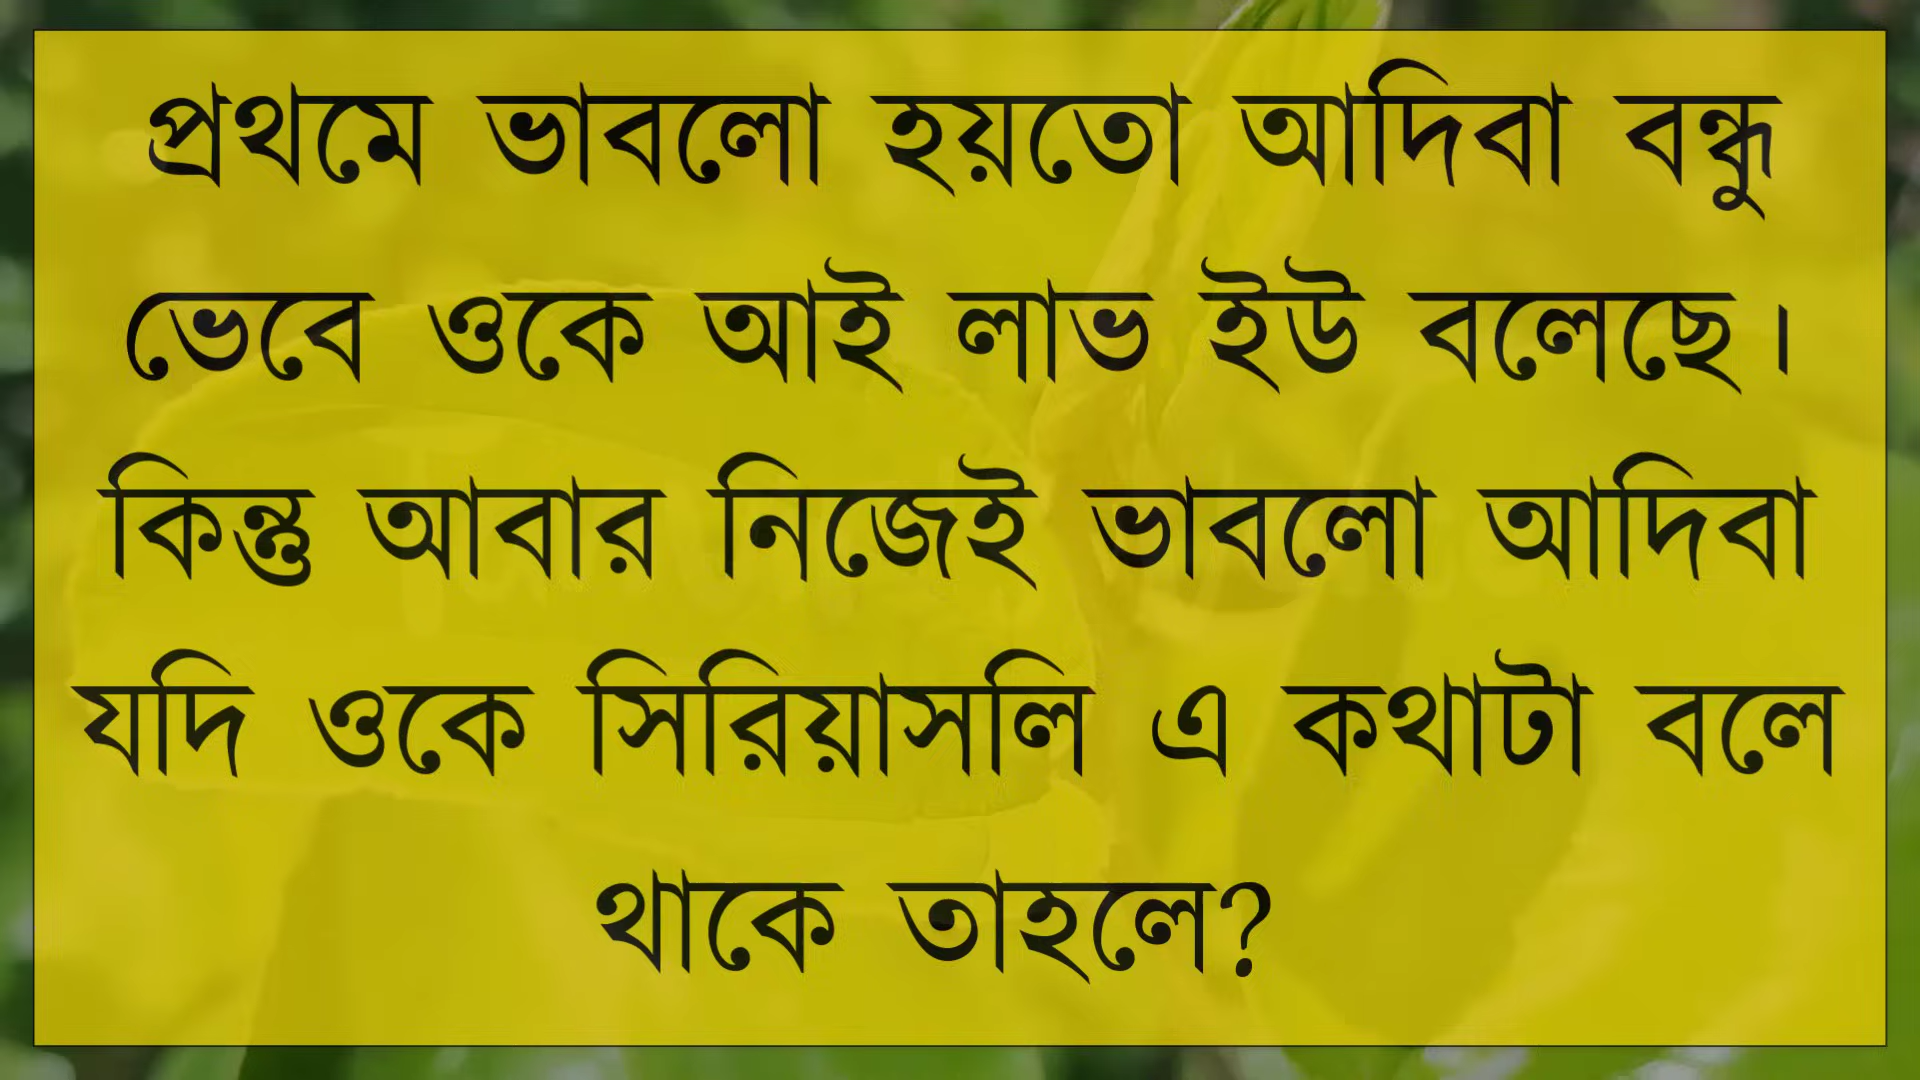 প্রথমে ভাবলো হয়তো আদিবা বন্ধু
ভেবে ওকে আই লাভ ইউ বলেছে।
কিন্তু আবার নিজেই ভাবলো আদিবা
যদি ওকে সিরিয়াসলি এ কথাটা বলে
থাকে তাহলে?